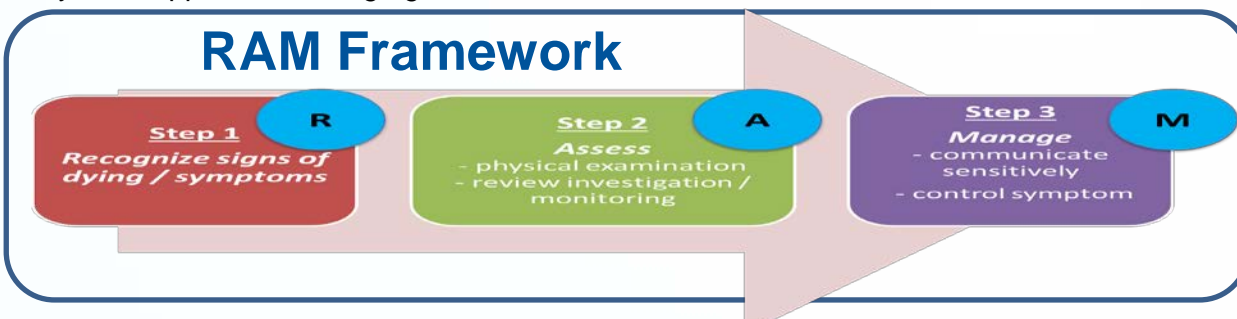 RAM Framework
R
Step 1
Recognize signs of
dying / symptoms
A
Step 2
Assess
- physical examination
- review investigation /
monitoring
M
Step 3
Manage
- communicate
sensitively
- control symptom